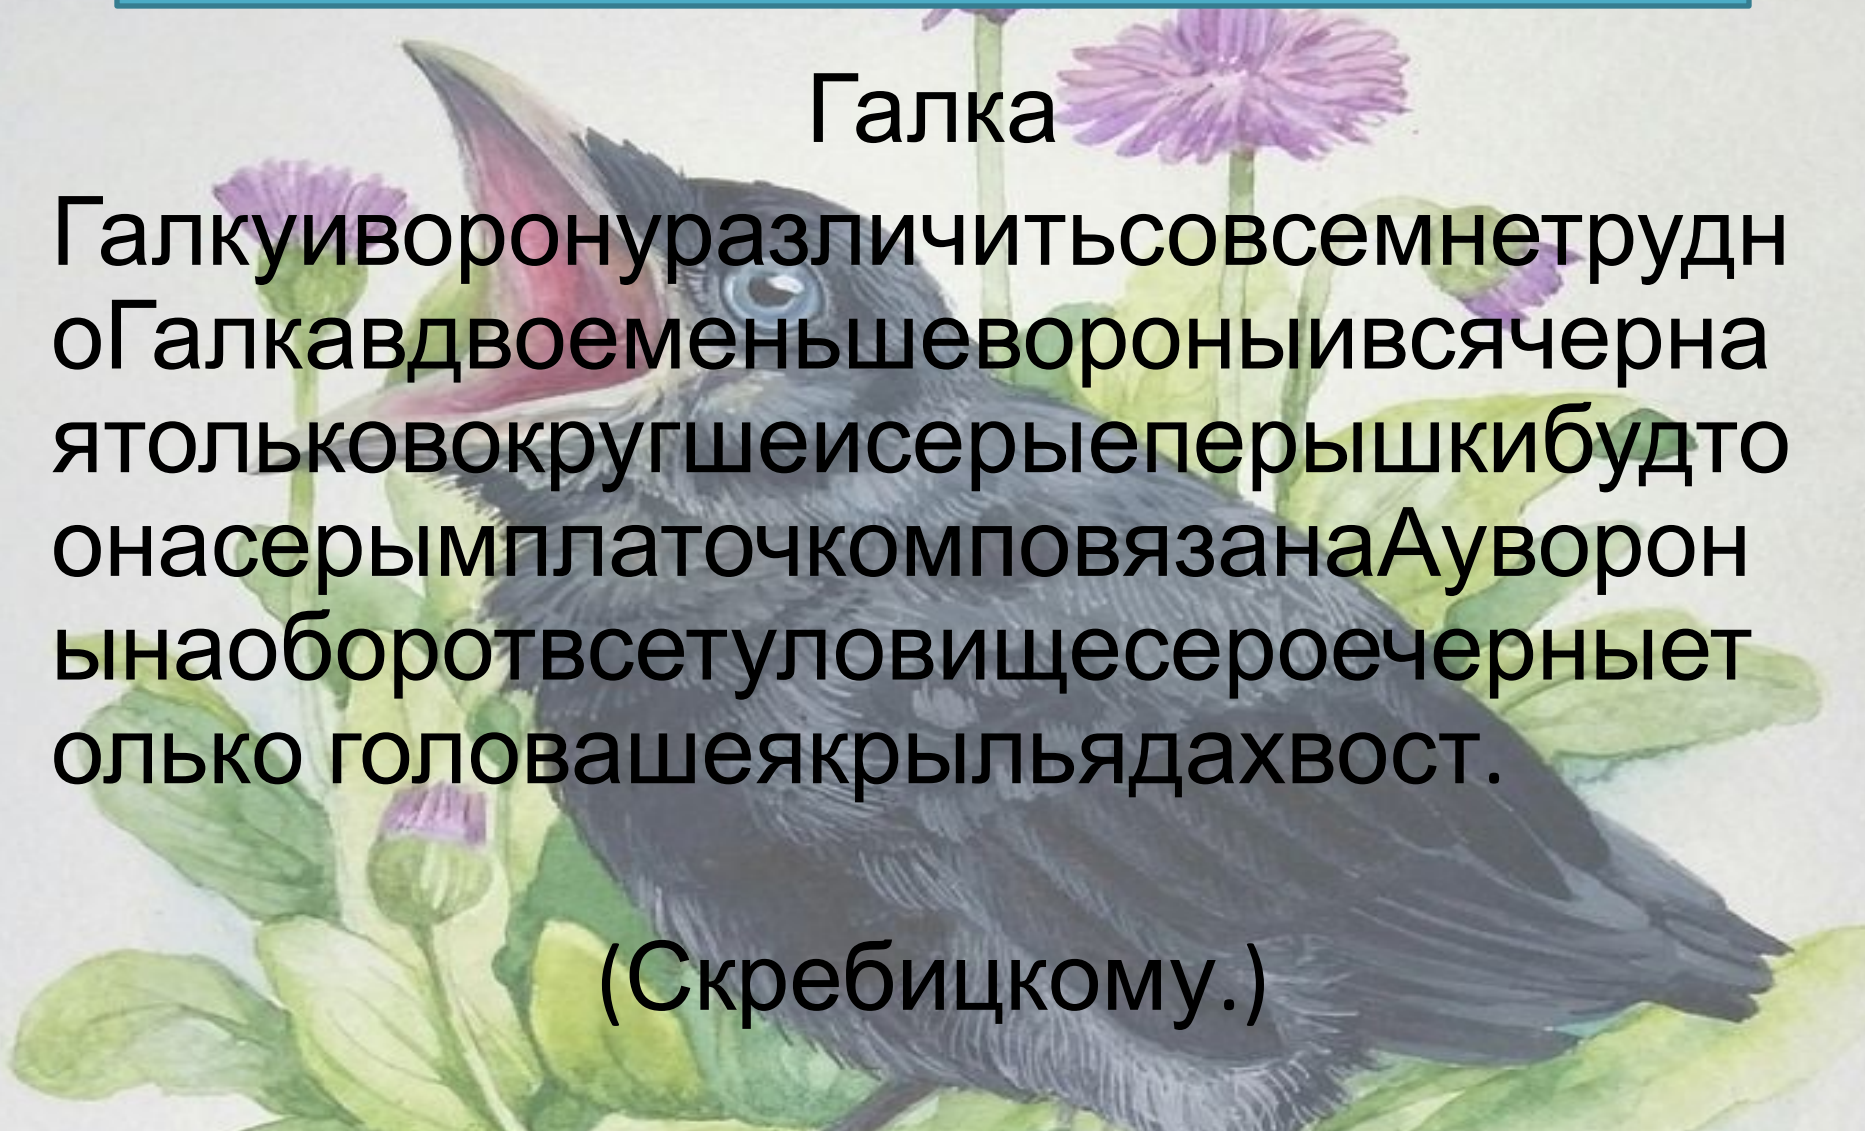 Галка
Галкуиворонуразличитьсовсемнетрудн
оГалкавдвоеменьшевороныивсячерна
ятольковокругшеисерыеперышкибудто
онасерымплаточкомповязанаАуворон
ынаоборотвсетуловищесероечерныет
олько головашеякрыльядахвост.
(Скребицкому.)